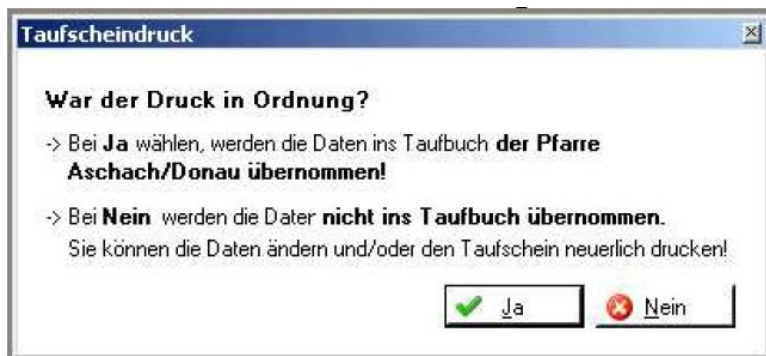 Taufscheindruck
War der Druck in Ordnung?
-> Bei Ja wählen, werden die Daten ins Taufbuch der Pfarre
Aschach/Donau übernommen!
-> Bei Nein werden die Dater nicht ins Taufbuch übernommen.
Sie können die Daten ändern und/oder den Taufschein neuerlich drucken!
Ja Nein